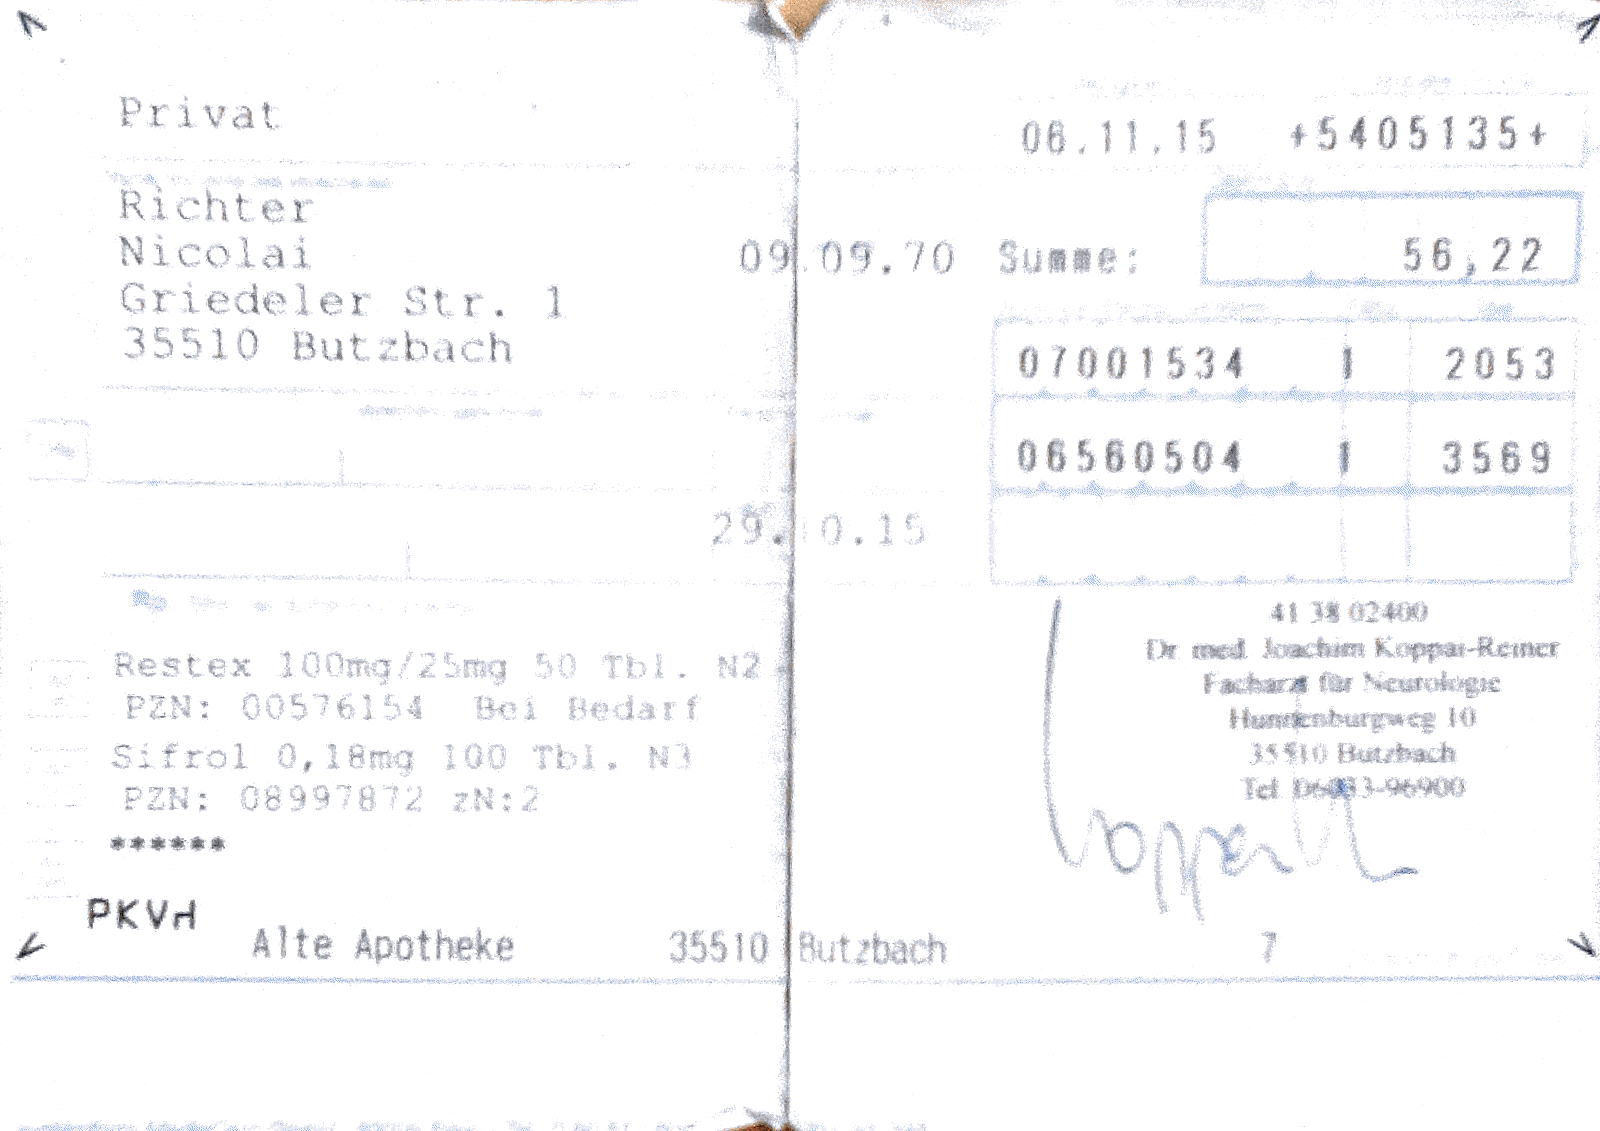 Privat
06.11.15 +5405135+
Richter
Nicolai 09.09.70 Summe: 56,22
Griedeler Str. 1
35510 Butzbach
07001534 1 2053
06560504 1 3569
29. 0.15
41 38 02400
Dr med Joachim Koppai-Reiner
Facharzt für Neurologie
Hunnenburgweg 10
35510 Butzbach
Tel 06033-96900
Restex 100mg/25mg 50 Tbl. N2
PZN: 00576154 Bei Bedarf
Sifrol 0,18mg 100 Tbl. N3
PZN: 08997872 zN:2
******
PKVH
Alte Apotheke 35510 Butzbach 7